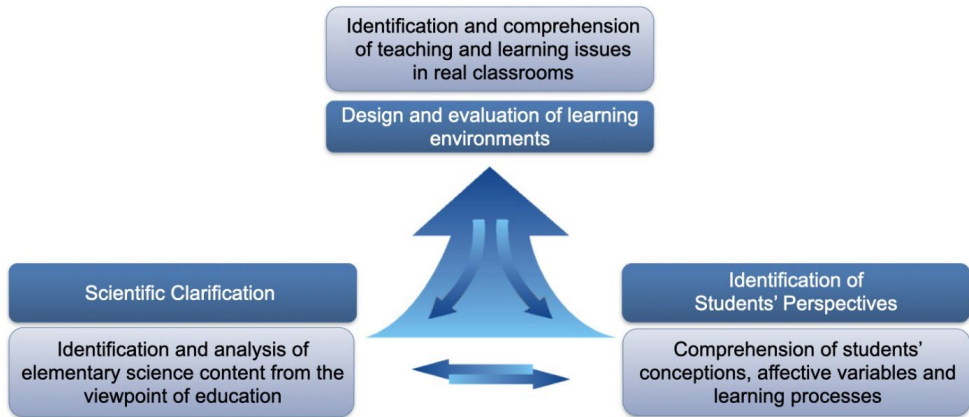 Identification and comprehension
of teaching and learning issues
in real classrooms
Design and evaluation of learning
environments
Scientific Clarification
Identification and analysis of
elementary science content from the
viewpoint of education
Identification of
Students’ Perspectives
Comprehension of students’
conceptions, affective variables and
learning processes